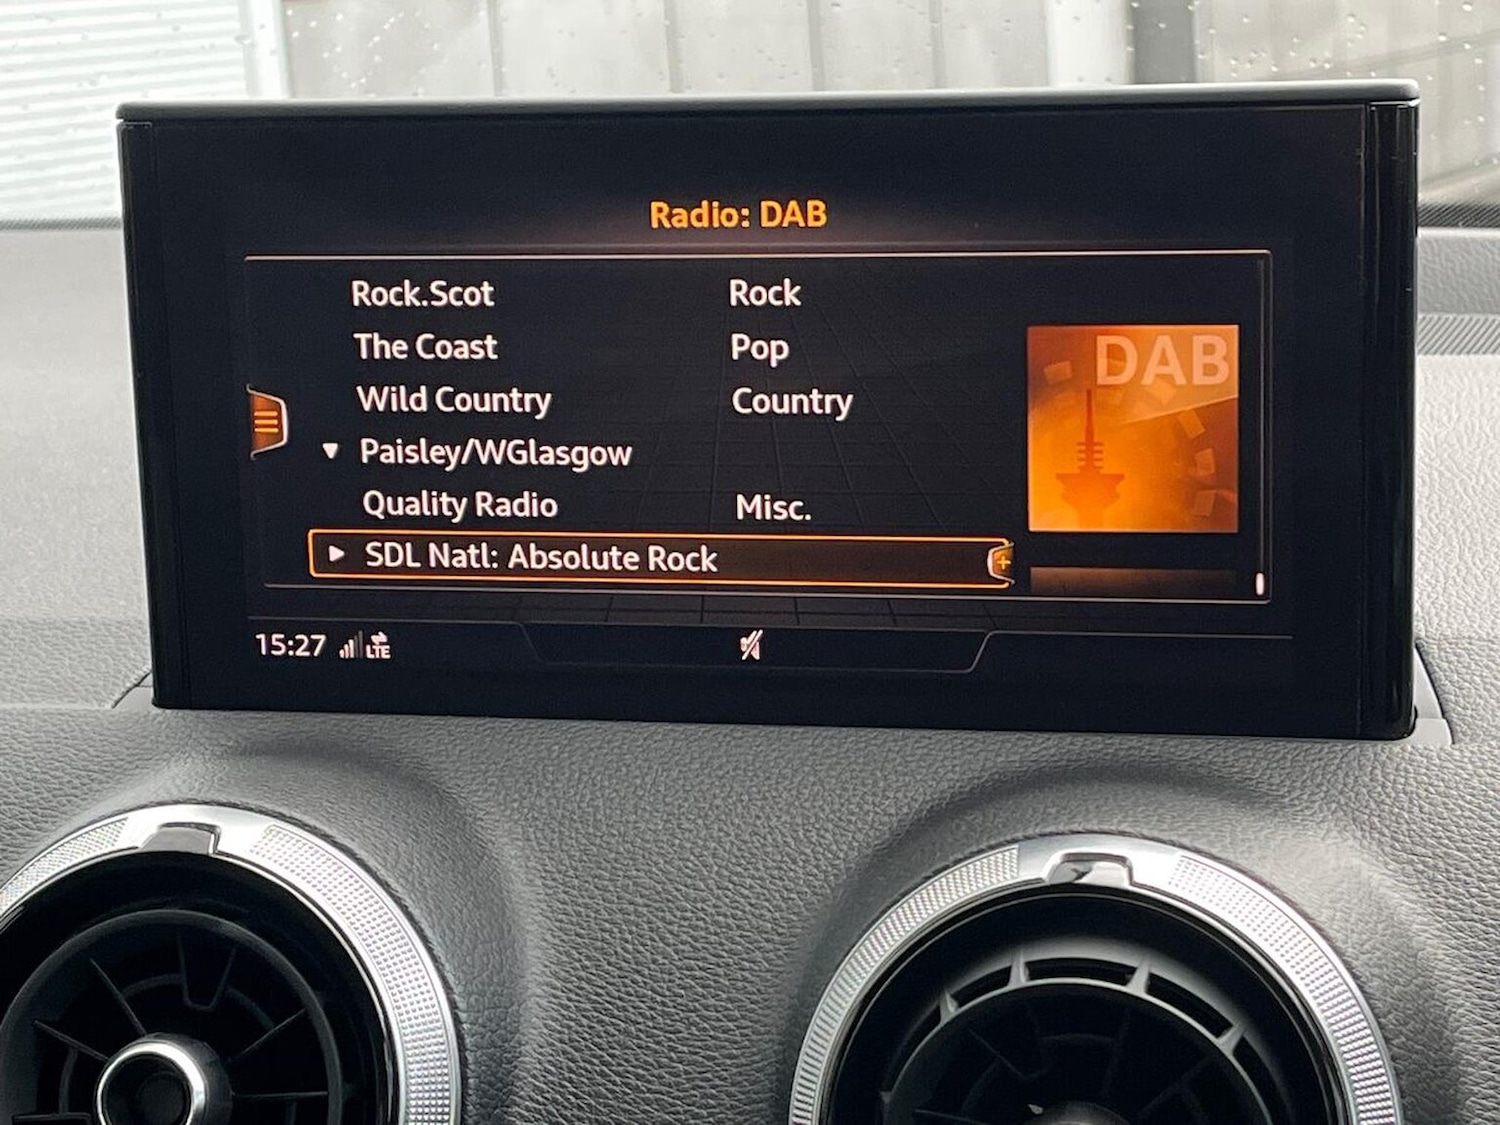 Radio: DAB
Rock.Scot Rock
The Coast Pop
Wild Country Country
Paisley/WGlasgow
Quality Radio Misc.
SDL Natl: Absolute Rock
DAB
15:27 LTE